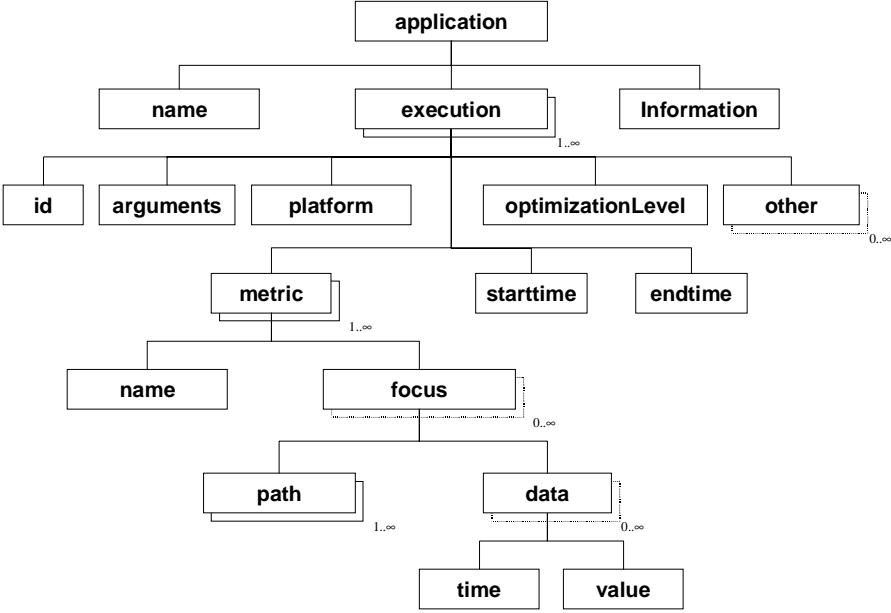 application
name
execution
Information
1..∞
id
arguments
platform
optimizationLevel
other
0..∞
metric
starttime
endtime
1..∞
name
focus
0..∞
path
data
1..∞
0..∞
time
value